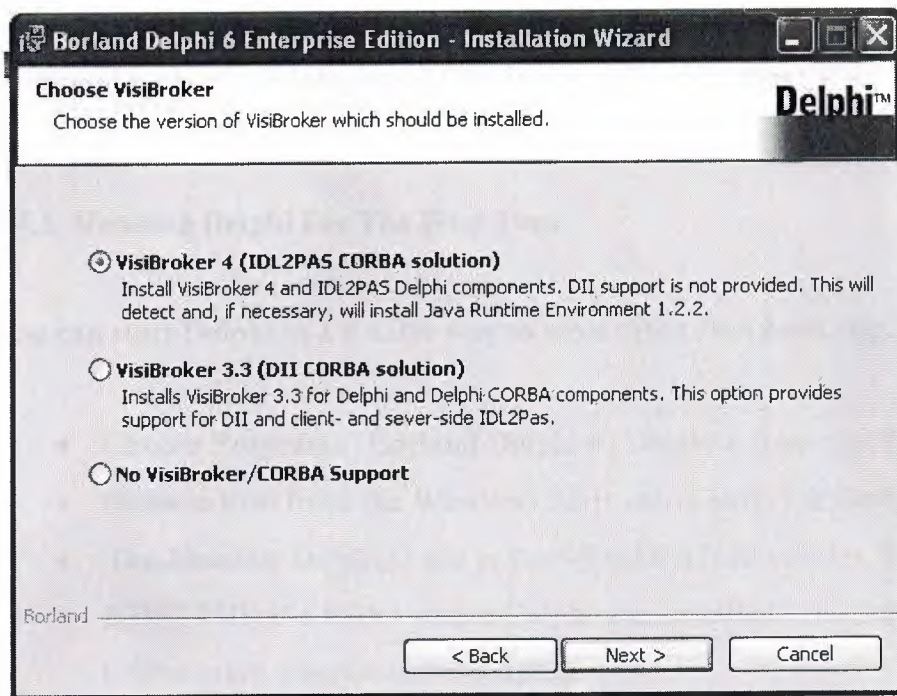 Borland Delphi 6 Enterprise Edition - Installation Wizard
Choose VisiBroker
Choose the version of VisiBroker which should be installed.
Delphi™
VisiBroker 4 (IDL2PAS CORBA solution)
Install VisiBroker 4 and IDL2PAS Delphi components. DII support is not provided. This will
detect and, if necessary, will install Java Runtime Environment 1.2.2.
VisiBroker 3.3 (DII CORBA solution)
Installs VisiBroker 3.3 for Delphi and Delphi CORBA components. This option provides
support for DII and client- and sever-side IDL2Pas.
No VisiBroker/CORBA Support
Borland
< Back
Next >
Cancel